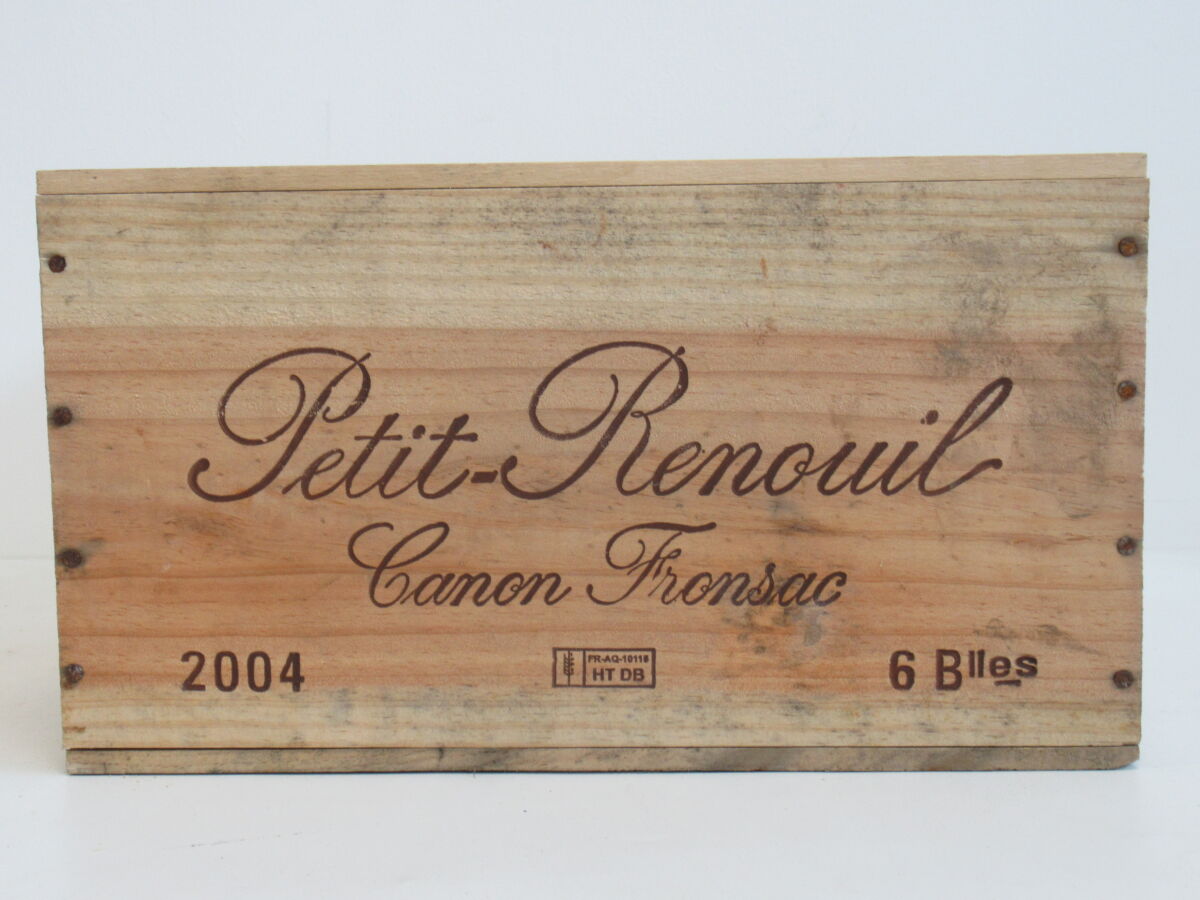 Petit-Renouil
Canon Fronsac
2004
FR-AQ-10116
HT DB
6 Blles